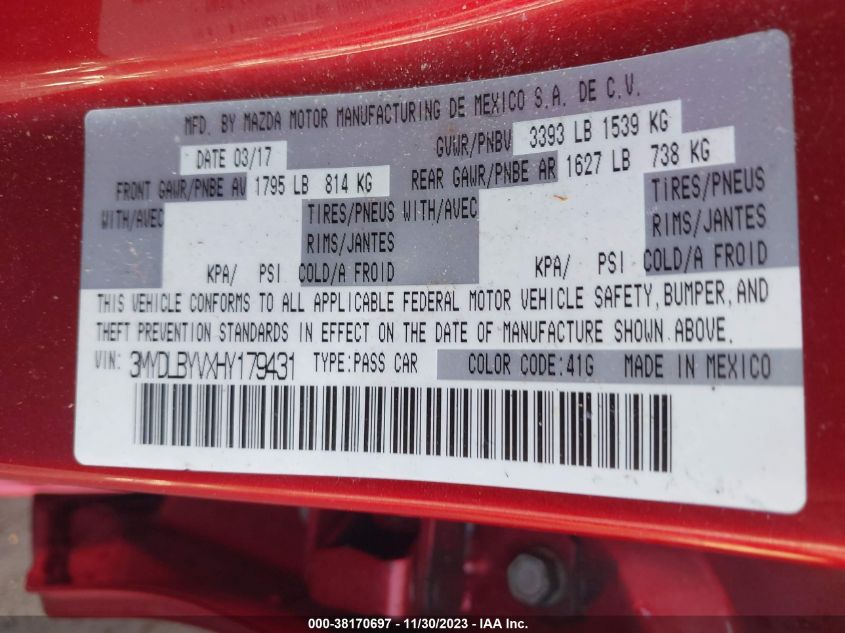 MFD. BY MAZDA MOTOR MANUFACTURING DE MEXICO S.A. DE C.V.
DATE 03/17 GVWR/PNBV 3393 LB 1539 KG
FRONT GAWR/PNBE AV 1795 LB 814 KG REAR GAWR/PNBE AR 1627 LB 738 KG
WITH/AVEC TIRES/PNEUS WITH/AVEC TIRES/PNEUS
RIMS/JANTES RIMS/JANTES
KPA/ PSI COLD/A FROID KPA/ PSI COLD/A FROID
THIS VEHICLE CONFORMS TO ALL APPLICABLE FEDERAL MOTOR VEHICLE SAFETY, BUMPER, AND
THEFT PREVENTION STANDARDS IN EFFECT ON THE DATE OF MANUFACTURE SHOWN ABOVE.
VIN: 3MYDLBYVXHY179431 TYPE:PASS CAR COLOR CODE:41G MADE IN MEXICO
000-38170697 - 11/30/2023 - IAA Inc.